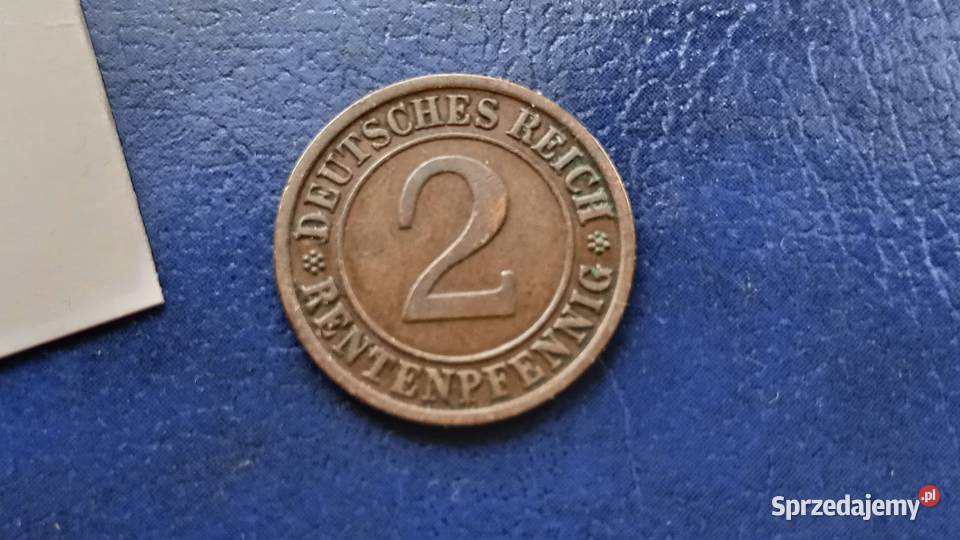 DEUTSCHES REICH
2
RENTENPFENNIG
Sprzedajemy.pl